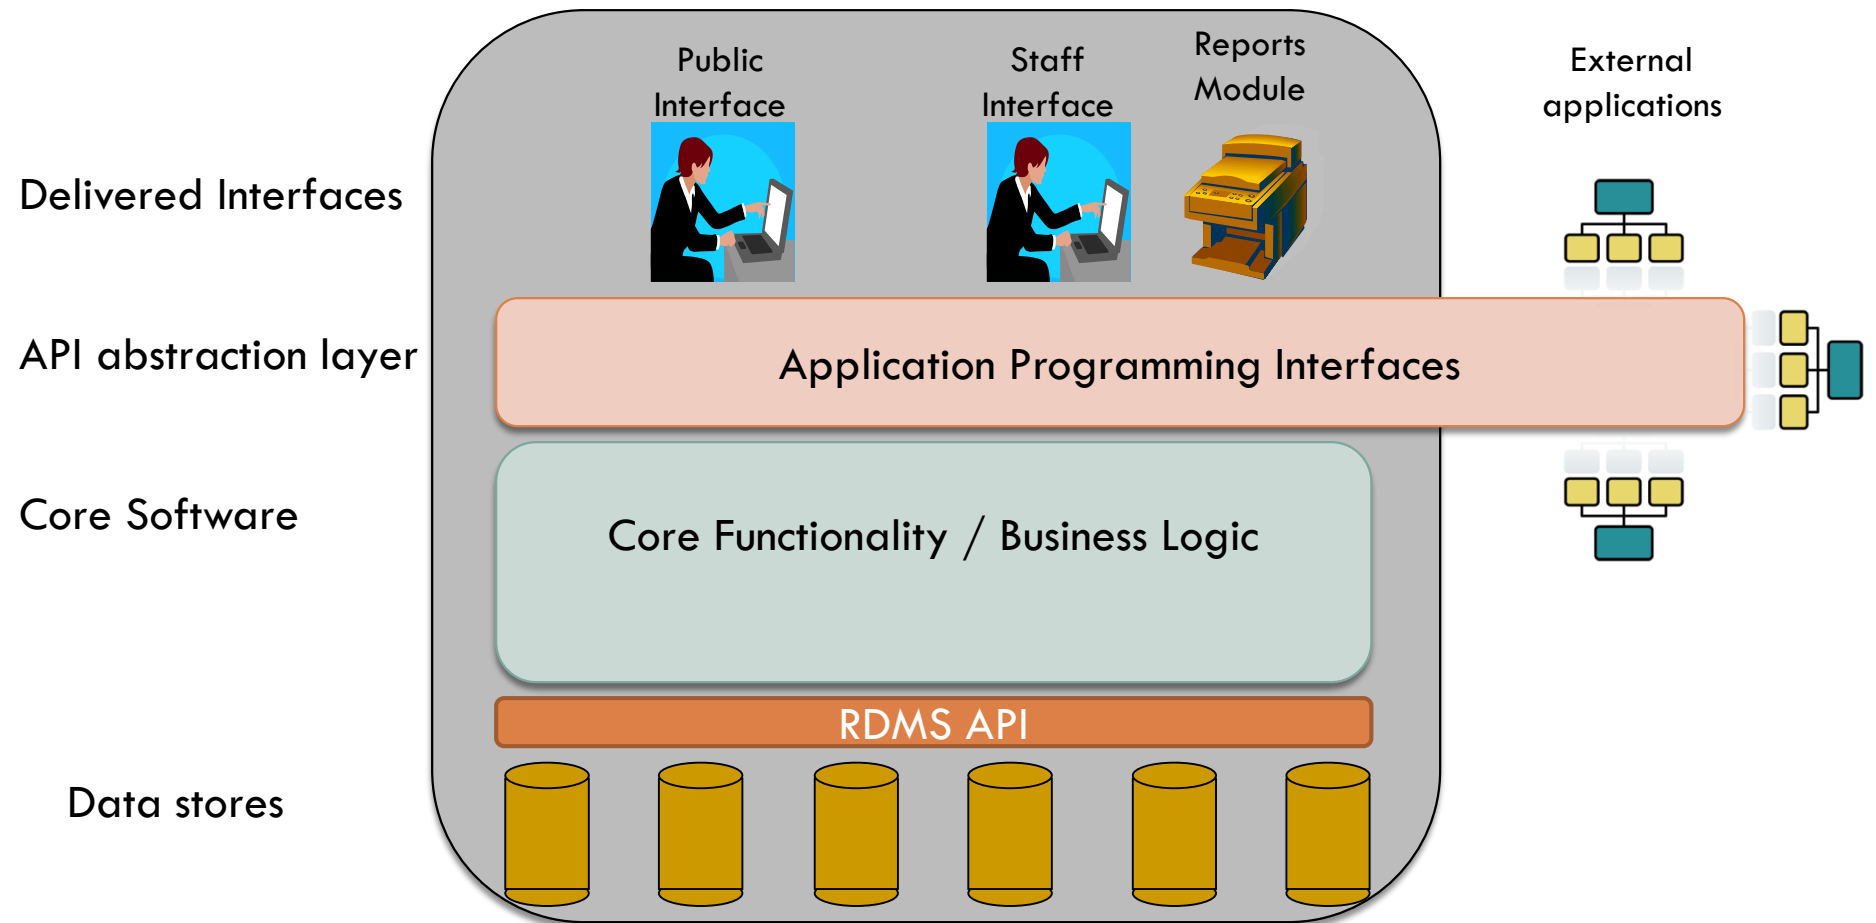 Public
Interface
Staff
Interface
Reports
Module
External
applications
Delivered Interfaces
API abstraction layer
Application Programming Interfaces
Core Software
Core Functionality / Business Logic
RDMS API
Data stores